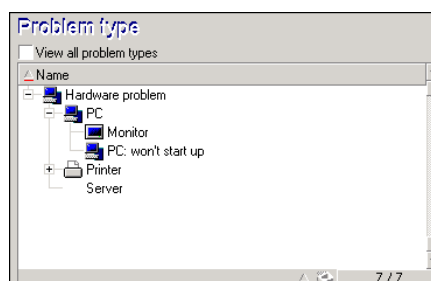 Problem type
View all problem types
Name
Hardware problem
PC
Monitor
PC: won't start up
Printer
Server
7 / 7